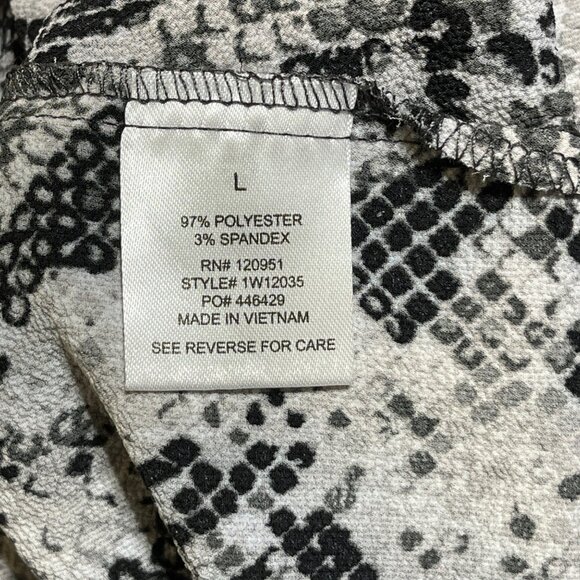 L
97% POLYESTER
3% SPANDEX
RN# 120951
STYLE# 1W12035
PO# 446429
MADE IN VIETNAM
SEE REVERSE FOR CARE